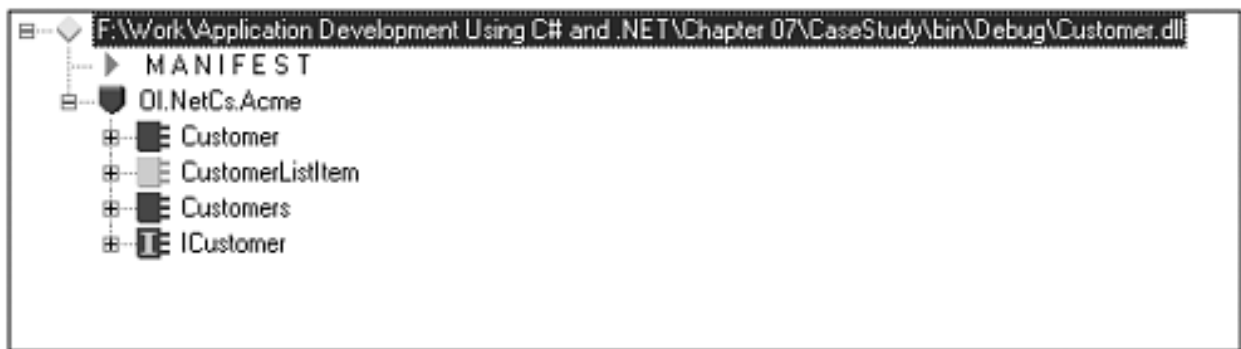 F:\Work\Application Development Using C# and .NET\Chapter 07\CaseStudy\bin\Debug\Customer.dll
MANIFEST
OI.NetCs.Acme
Customer
CustomerListItem
Customers
ICustomer